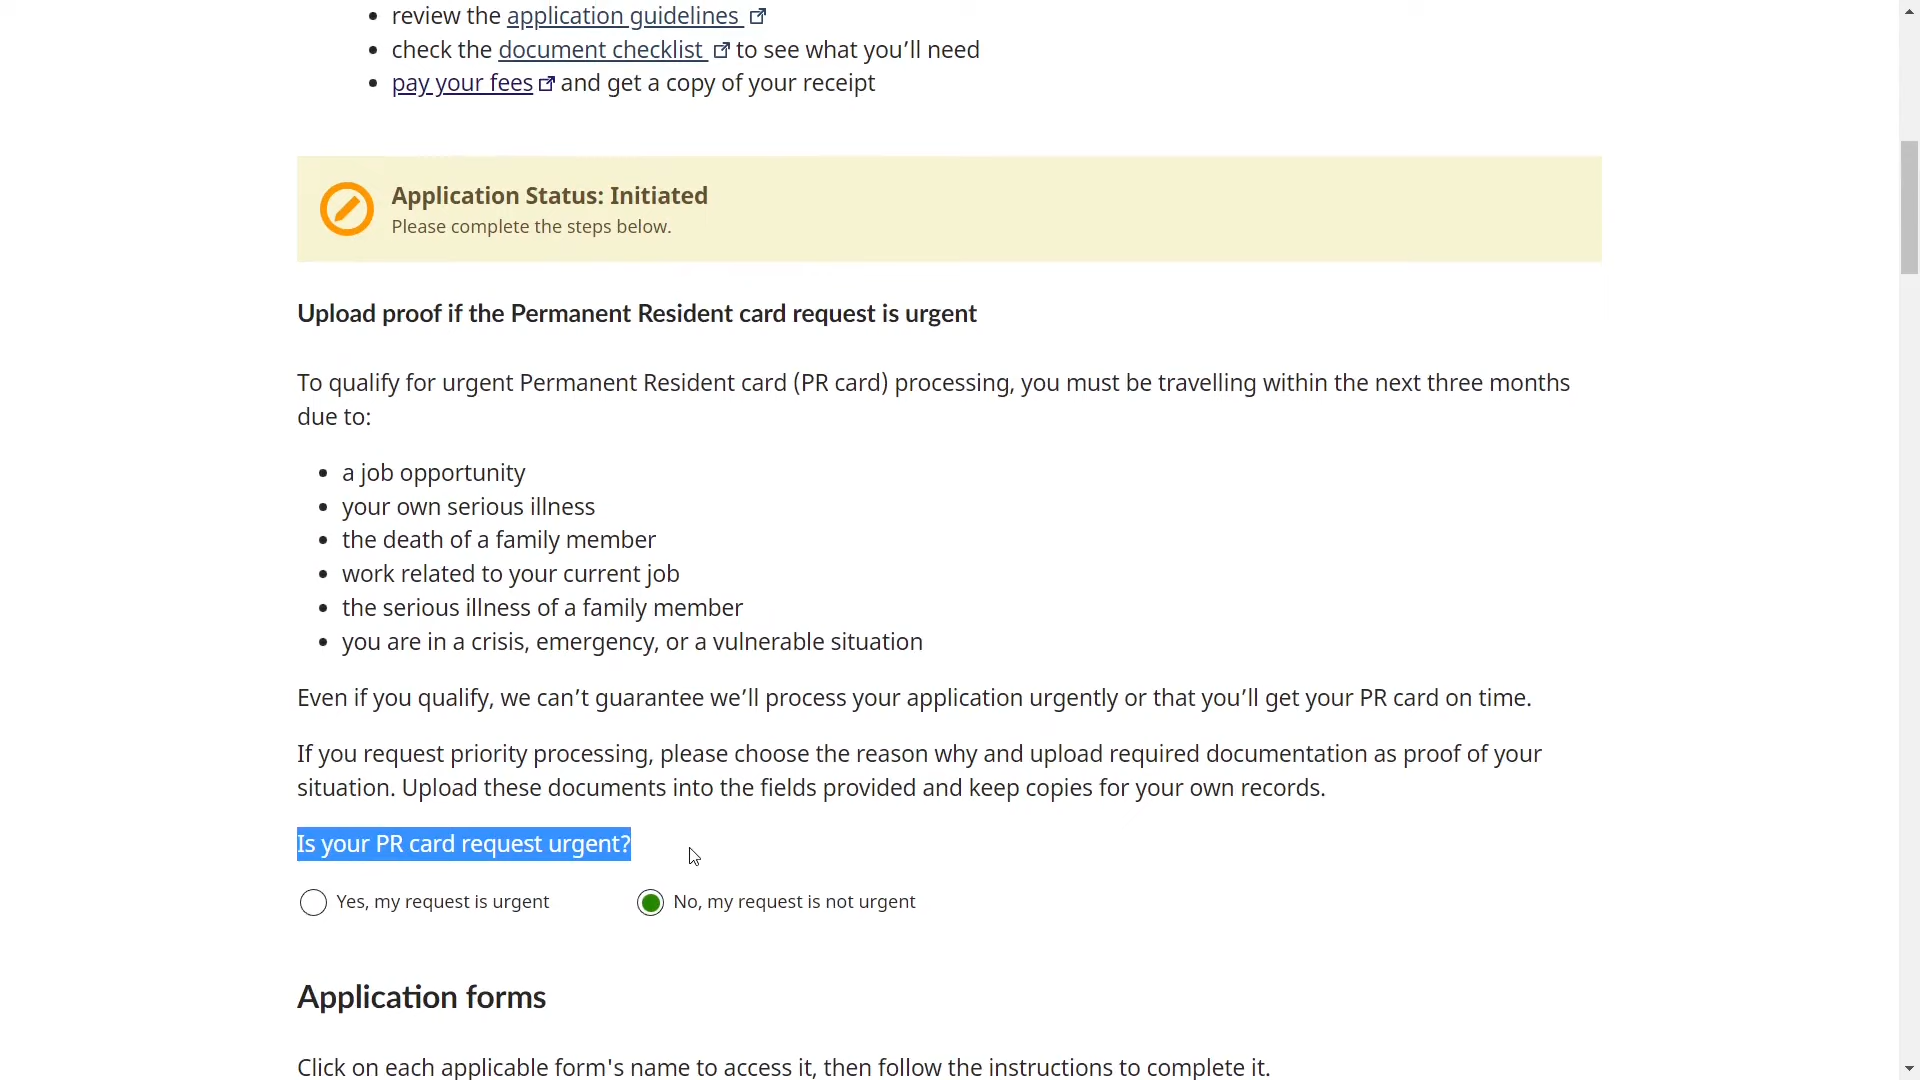 review the application guidelines
check the document checklist to see what you’ll need
pay your fees and get a copy of your receipt
Application Status: Initiated
Please complete the steps below.
Upload proof if the Permanent Resident card request is urgent
To qualify for urgent Permanent Resident card (PR card) processing, you must be travelling within the next three months
due to:
a job opportunity
your own serious illness
the death of a family member
work related to your current job
the serious illness of a family member
you are in a crisis, emergency, or a vulnerable situation
Even if you qualify, we can’t guarantee we’ll process your application urgently or that you’ll get your PR card on time.
If you request priority processing, please choose the reason why and upload required documentation as proof of your
situation. Upload these documents into the fields provided and keep copies for your own records.
Is your PR card request urgent?
Yes, my request is urgent No, my request is not urgent
Application forms
Click on each applicable form's name to access it, then follow the instructions to complete it.